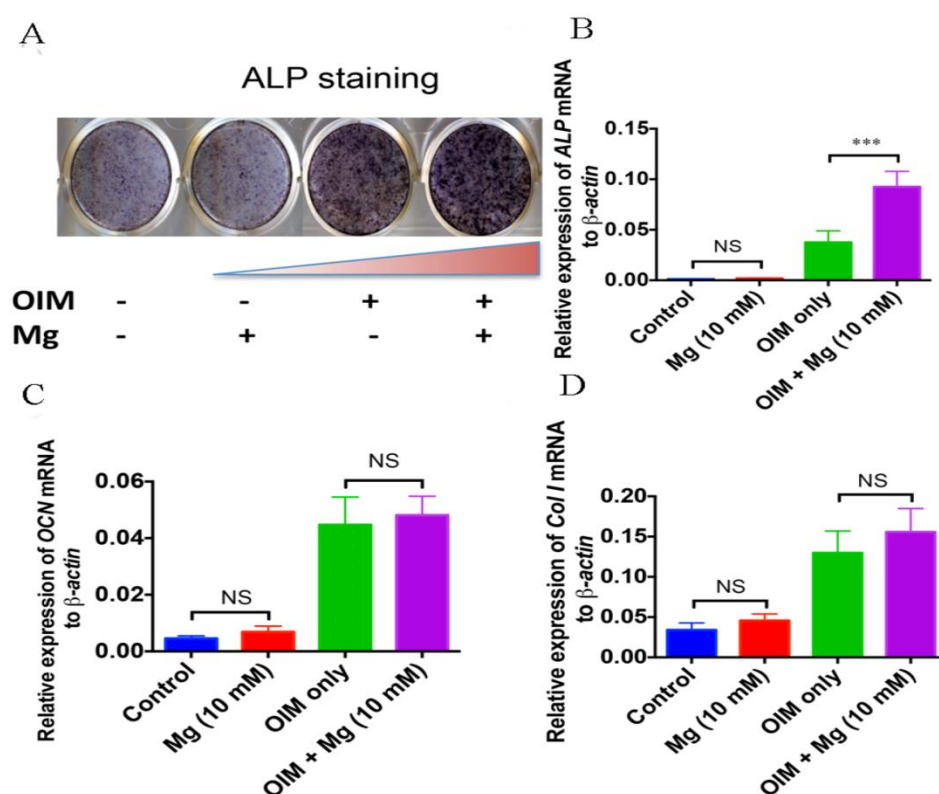 A
ALP staining
OIM - - + +
Mg - + - +
B
Relative expression of ALP mRNA
to β-actin
0.15
0.10
0.05
0.00
NS
***
Control
Mg (10 mM)
OIM only
OIM + Mg (10 mM)
C
Relative expression of OCN mRNA
to β-actin
0.06
0.04
0.02
0.00
NS
NS
Control
Mg (10 mM)
OIM only
OIM + Mg (10 mM)
D
Relative expression of Col I mRNA
to β-actin
0.20
0.15
0.10
0.05
0.00
NS
NS
Control
Mg (10 mM)
OIM only
OIM + Mg (10 mM)